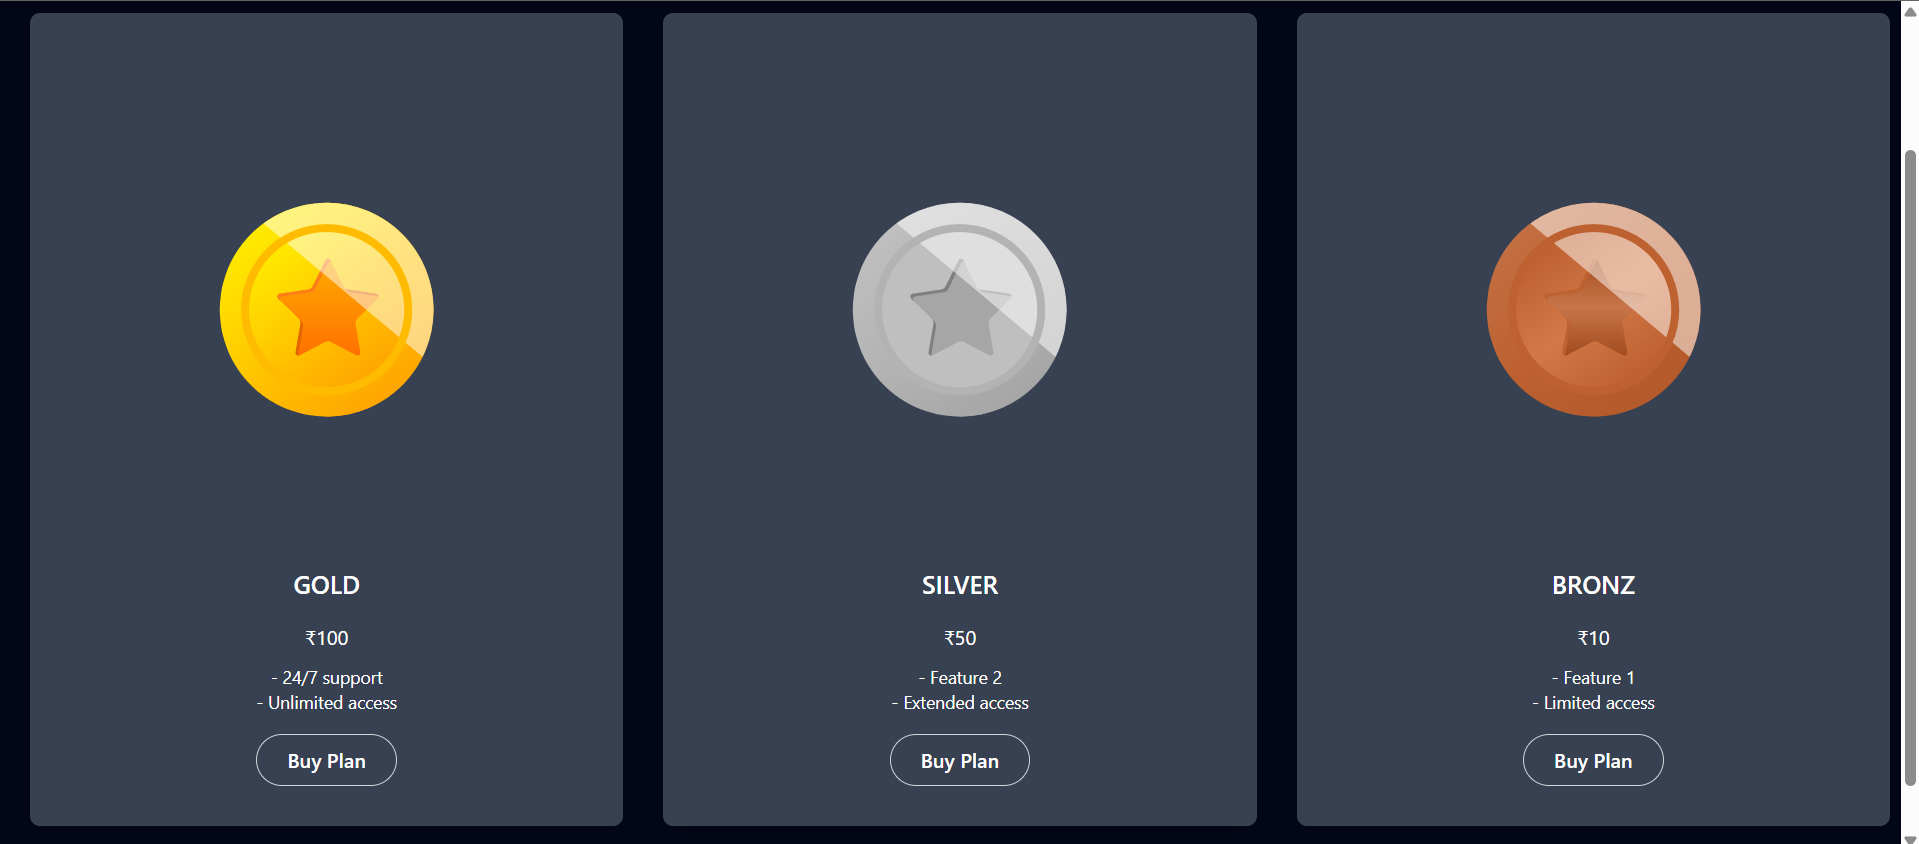 GOLD
₹100
- 24/7 support
- Unlimited access
Buy Plan
SILVER
₹50
- Feature 2
- Extended access
Buy Plan
BRONZ
₹10
- Feature 1
- Limited access
Buy Plan